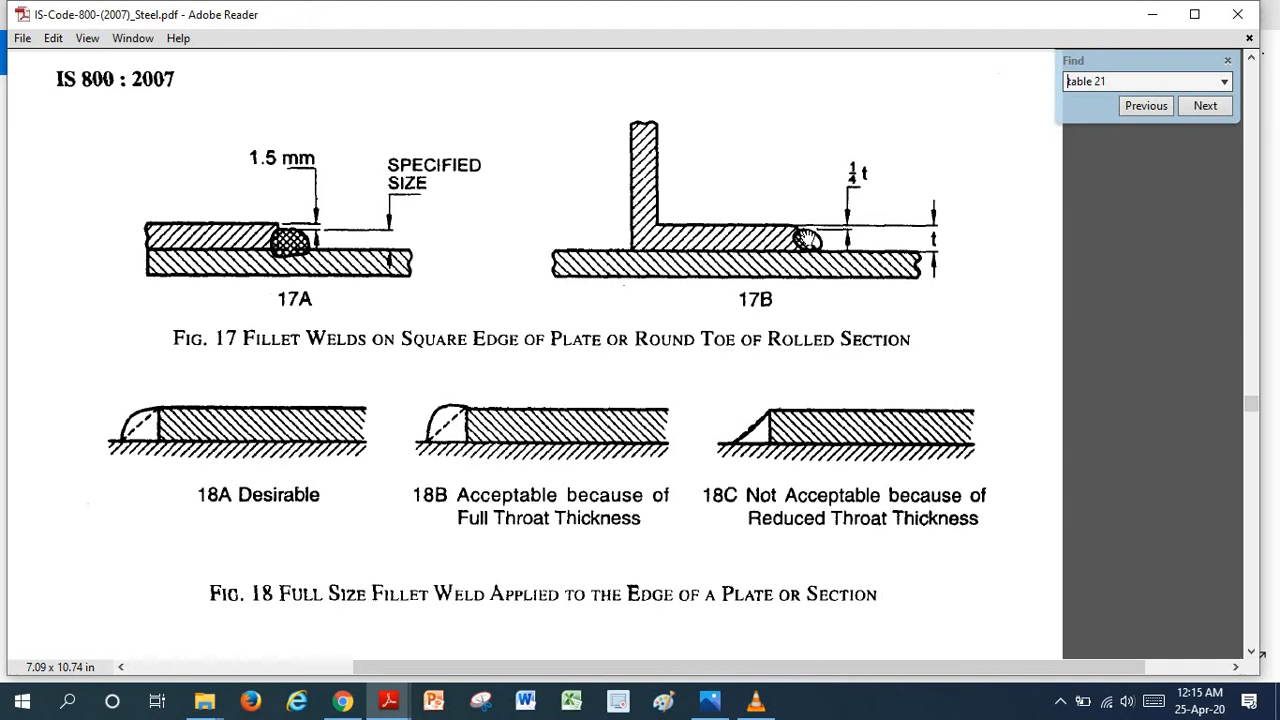 IS-Code-800-(2007)_Steel.pdf - Adobe Reader
File Edit View Window Help
Find
table 21
Previous Next
IS 800 : 2007
1.5 mm
SPECIFIED
SIZE
1/4 t
t
17A
17B
FIG. 17 FILLET WELDS ON SQUARE EDGE OF PLATE OR ROUND TOE OF ROLLED SECTION
18A Desirable
18B Acceptable because of
Full Throat Thickness
18C Not Acceptable because of
Reduced Throat Thickness
FIG. 18 FULL SIZE FILLET WELD APPLIED TO THE EDGE OF A PLATE OR SECTION
7.09 x 10.74 in
12:15 AM
25-Apr-20